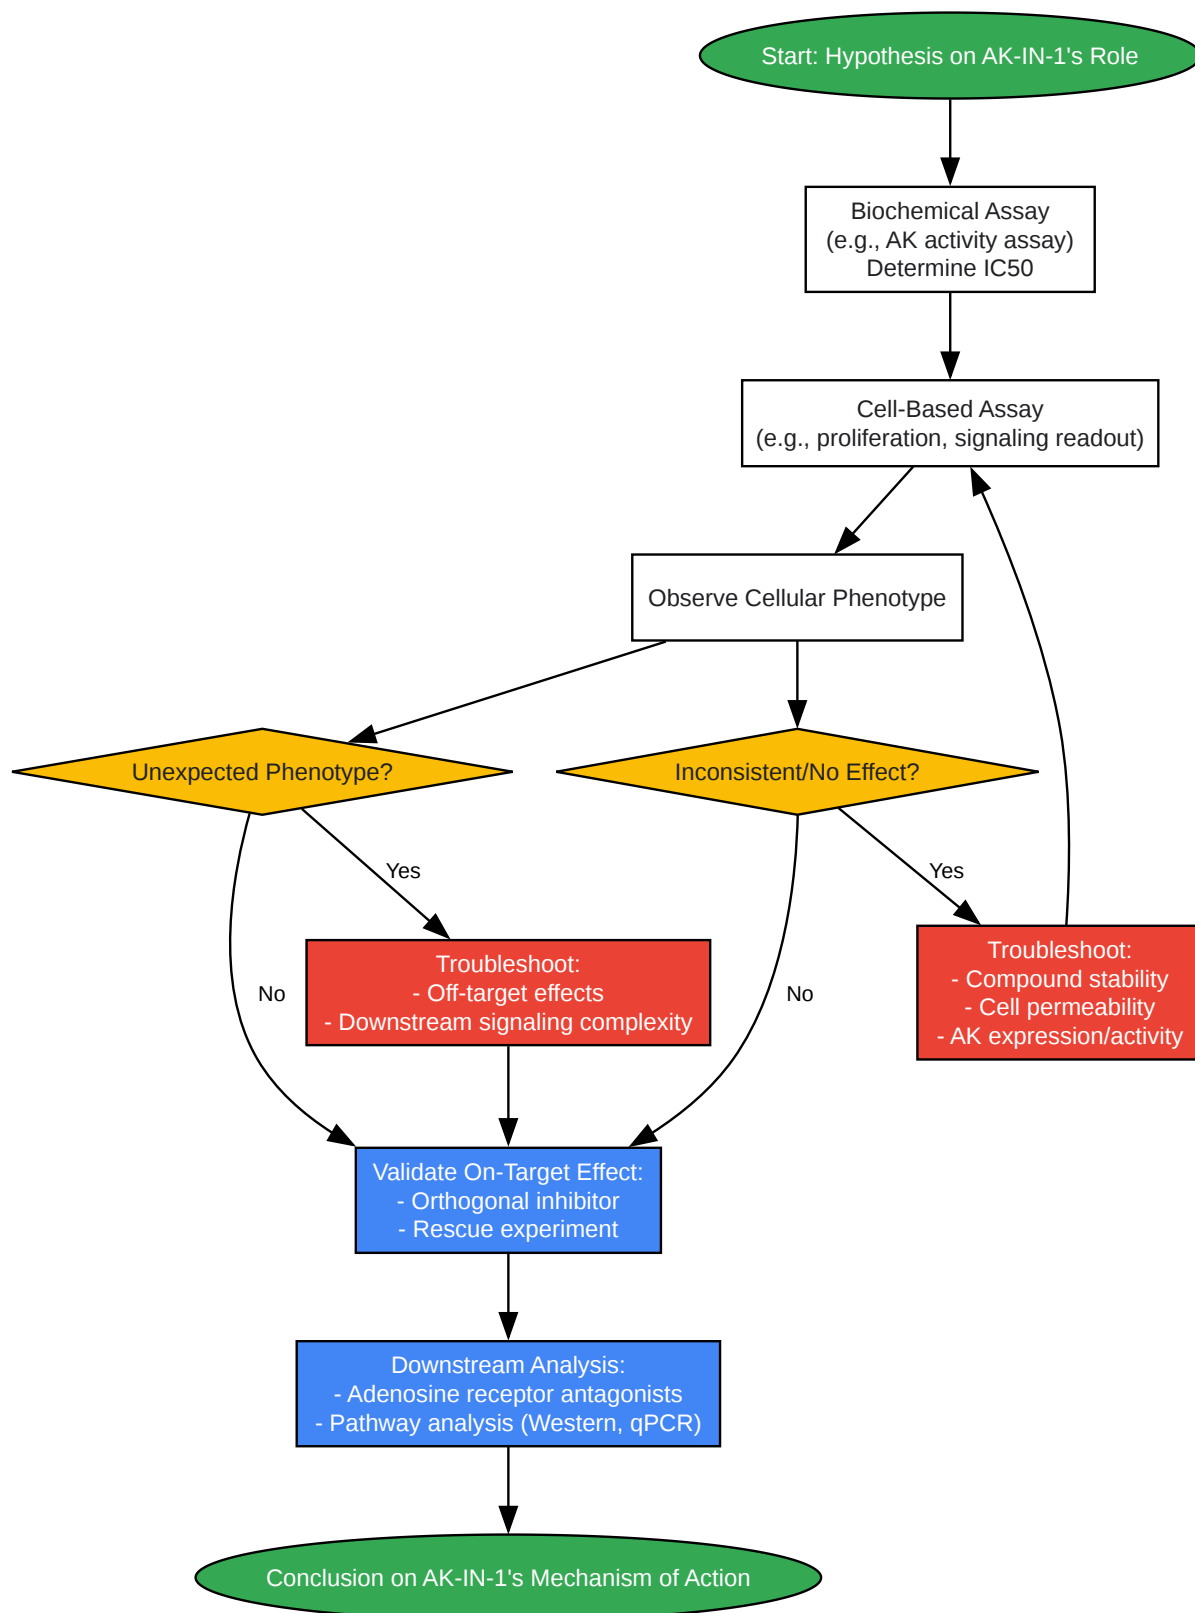 Start: Hypothesis on AK-IN-1's Role
Biochemical Assay
(e.g., AK activity assay)
Determine IC50
Cell-Based Assay
(e.g., proliferation, signaling readout)
Observe Cellular Phenotype
Unexpected Phenotype?
Inconsistent/No Effect?
Yes
Yes
Troubleshoot:
- Off-target effects
- Downstream signaling complexity
Troubleshoot:
- Compound stability
- Cell permeability
- AK expression/activity
No
No
Validate On-Target Effect:
- Orthogonal inhibitor
- Rescue experiment
Downstream Analysis:
- Adenosine receptor antagonists
- Pathway analysis (Western, qPCR)
Conclusion on AK-IN-1's Mechanism of Action